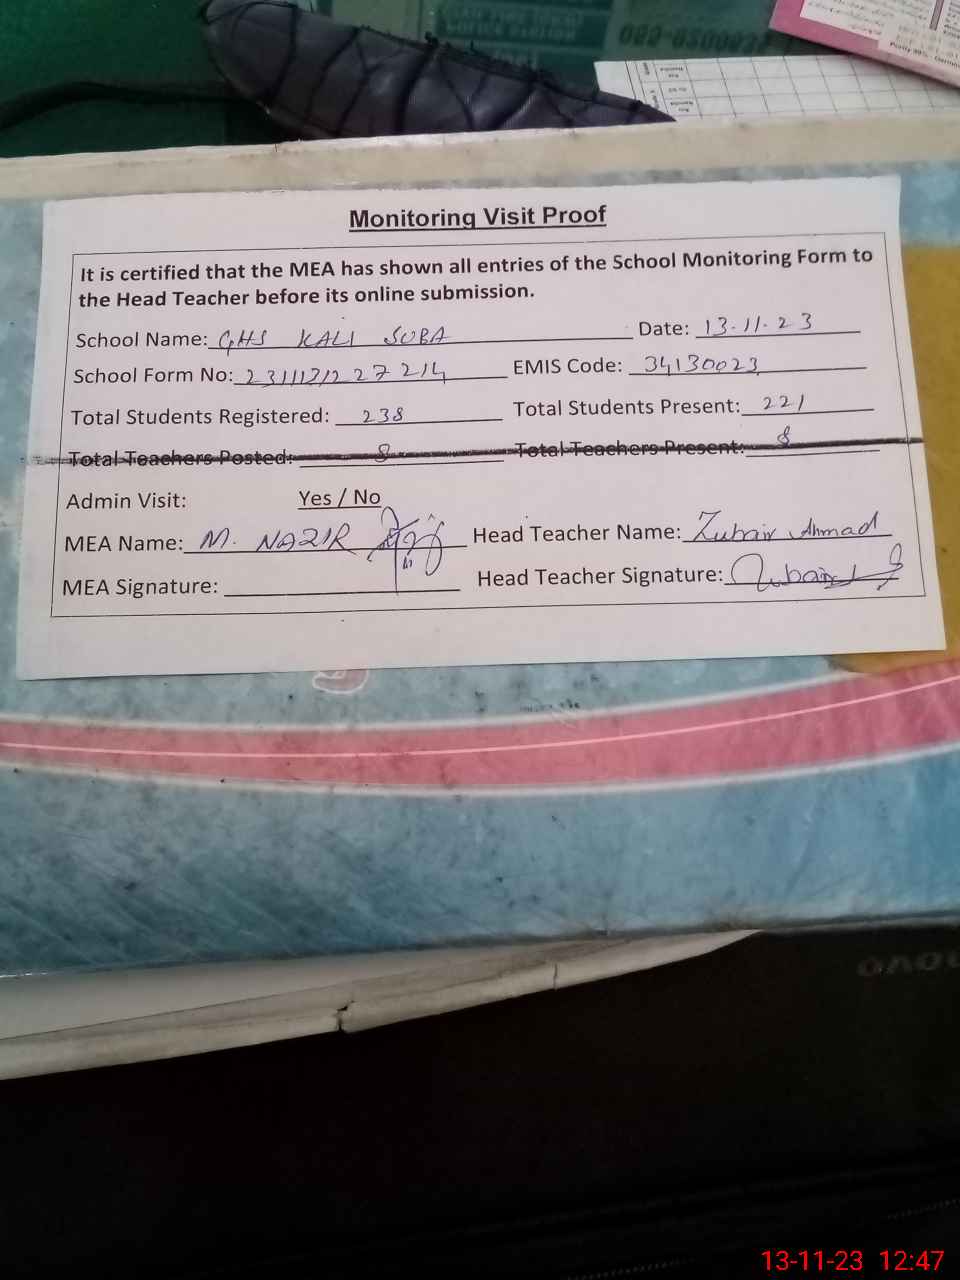 Monitoring Visit Proof
It is certified that the MEA has shown all entries of the School Monitoring Form to
the Head Teacher before its online submission.
School Name: GHS KALI SUBA Date: 13-11-23
School Form No: 231113122 7 214 EMIS Code: 34130023
Total Students Registered: 238 Total Students Present: 221
Total Teachers Posted: 8 Total Teachers Present: 8
Admin Visit: Yes / No
MEA Name: M. NAZIR Head Teacher Name: Zubair Ahmad
MEA Signature: Head Teacher Signature: Zubair
13-11-23 12:47